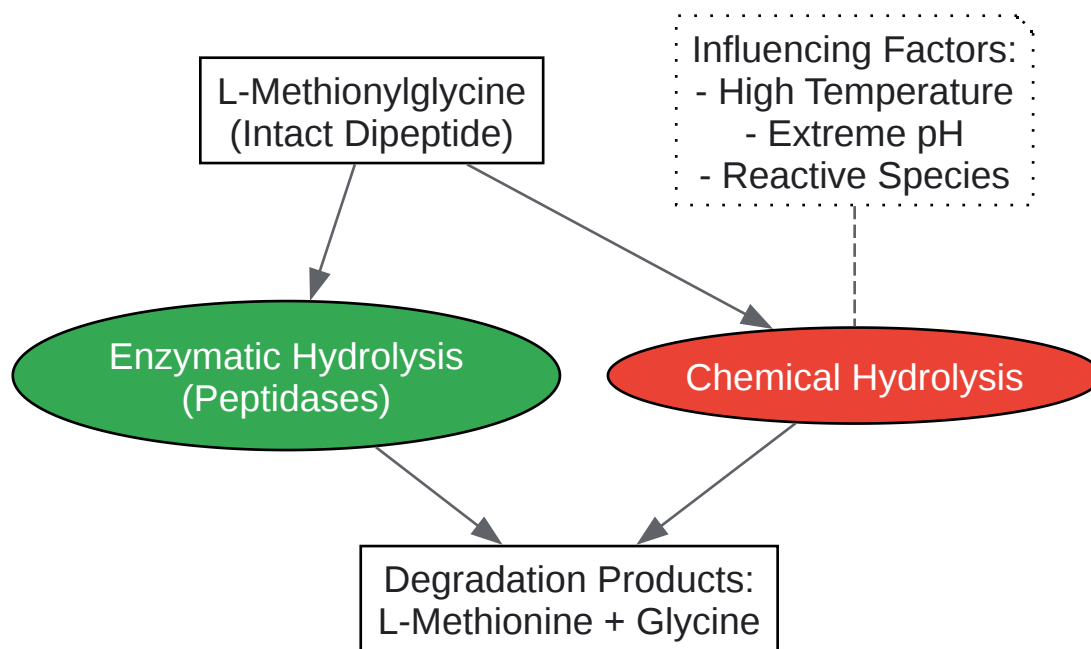 L-Methionylglycine
(Intact Dipeptide)
Influencing Factors:
- High Temperature
- Extreme pH
- Reactive Species
Enzymatic Hydrolysis
(Peptidases)
Chemical Hydrolysis
Degradation Products:
L-Methionine + Glycine